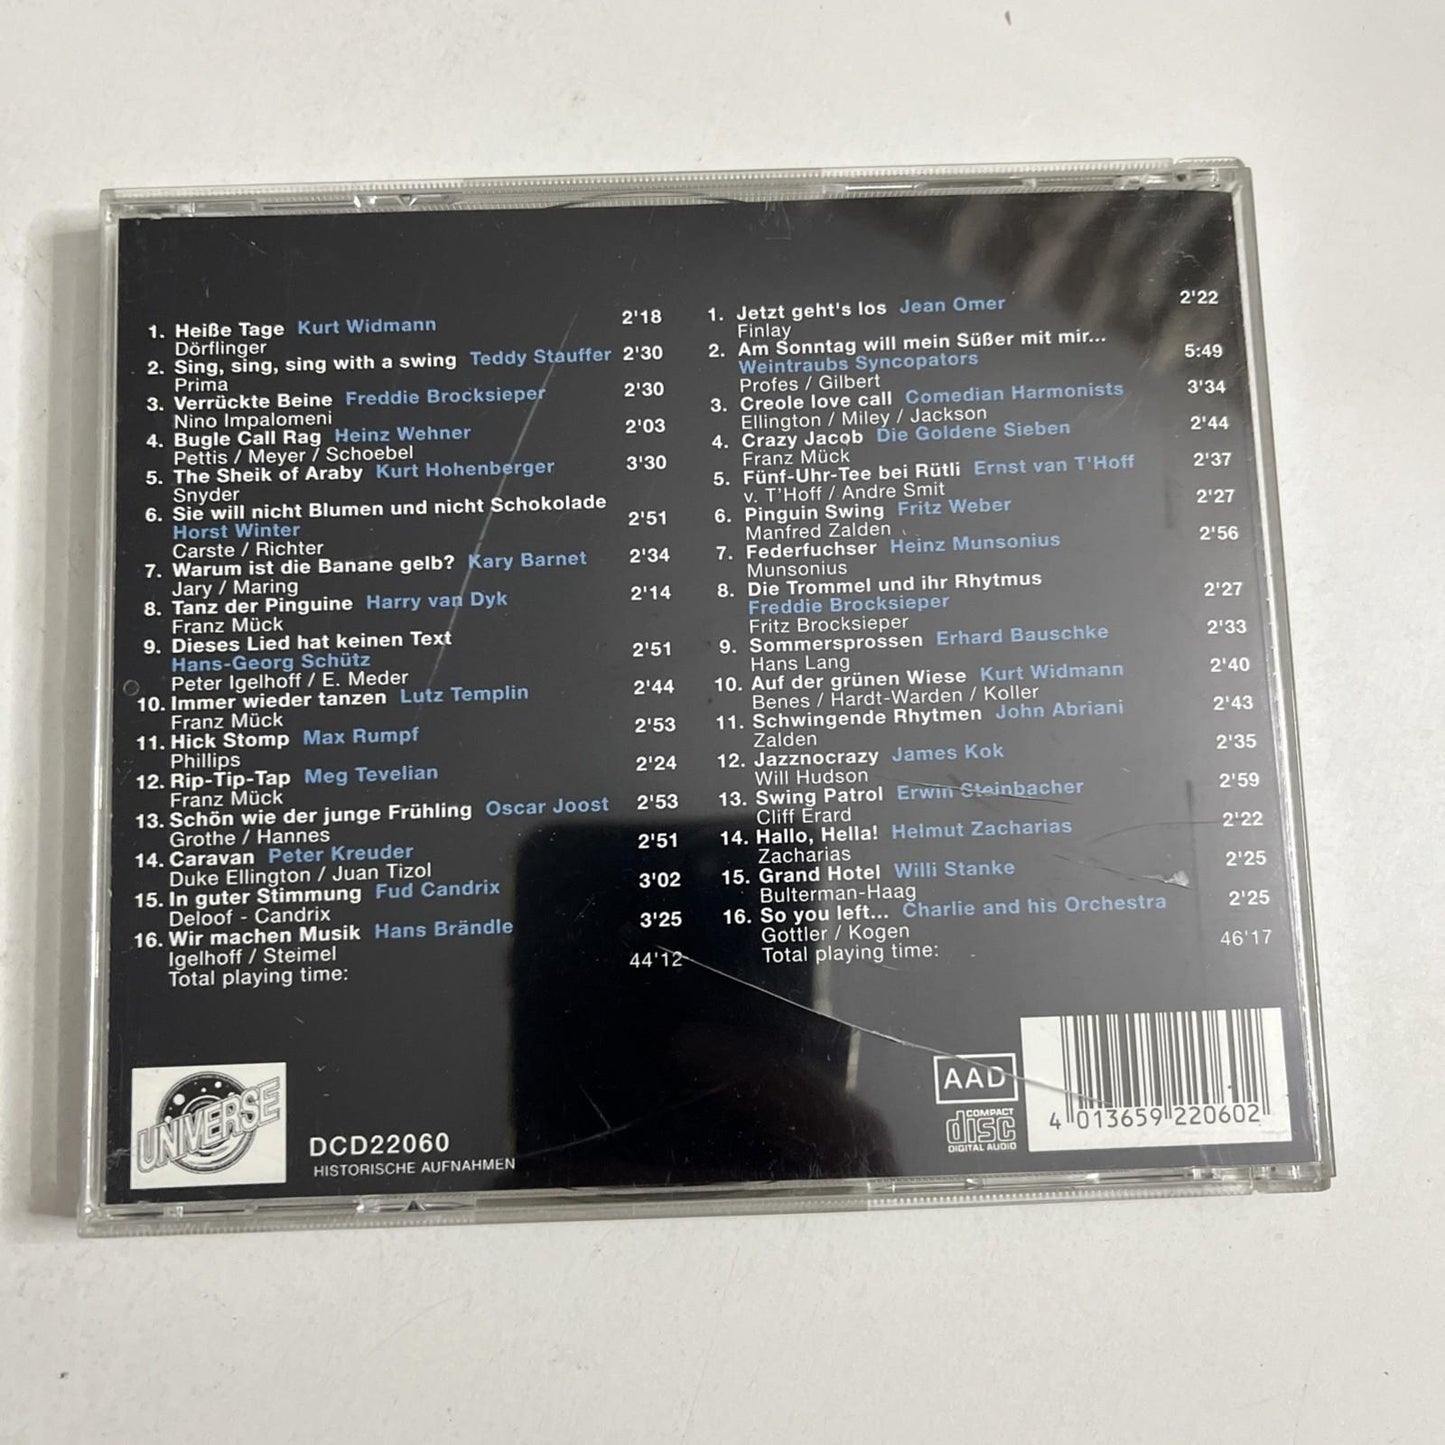 1. Heiße Tage Kurt Widmann 2'18
Dörflinger
2. Sing, sing, sing with a swing Teddy Stauffer 2'30
Prima
3. Verrückte Beine Freddie Brocksieper 2'30
Nino Impalomeni
4. Bugle Call Rag Heinz Wehner 2'03
Pettis / Meyer / Schoebel
5. The Sheik of Araby Kurt Hohenberger 3'30
Snyder
6. Sie will nicht Blumen und nicht Schokolade
Horst Winter 2'51
Carste / Richter
7. Warum ist die Banane gelb? Kary Barnet 2'34
Jary / Maring
8. Tanz der Pinguine Harry van Dyk 2'14
Franz Mück
9. Dieses Lied hat keinen Text
Hans-Georg Schütz 2'51
Peter Igelhoff / E. Meder
10. Immer wieder tanzen Lutz Templin 2'44
Franz Mück
11. Hick Stomp Max Rumpf 2'53
Phillips
12. Rip-Tip-Tap Meg Tevelian 2'24
Franz Mück
13. Schön wie der junge Frühling Oscar Joost 2'53
Grothe / Hannes
14. Caravan Peter Kreuder 2'51
Duke Ellington / Juan Tizol
15. In guter Stimmung Fud Candrix 3'02
Deloof - Candrix
16. Wir machen Musik Hans Brändle 3'25
Igelhoff / Steimel
Total playing time: 44'12
1. Jetzt geht's los Jean Omer 2'22
Finlay
2. Am Sonntag will mein Süßer mit mir...
Weintraubs Syncopators 5:49
Profes / Gilbert
3. Creole love call Comedian Harmonists 3'34
Ellington / Miley / Jackson
4. Crazy Jacob Die Goldene Sieben 2'44
Franz Mück
5. Fünf-Uhr-Tee bei Rütli Ernst van T'Hoff 2'37
v. T'Hoff / Andre Smit
6. Pinguin Swing Fritz Weber 2'27
Manfred Zalden
7. Federfuchser Heinz Munsonius 2'56
Munsonius
8. Die Trommel und ihr Rhytmus
Freddie Brocksieper 2'27
Fritz Brocksieper
9. Sommersprossen Erhard Bauschke 2'33
Hans Lang
10. Auf der grünen Wiese Kurt Widmann 2'40
Benes / Hardt-Warden / Koller
11. Schwingende Rhytmen John Abriani 2'43
Zalden
12. Jazznocrazy James Kok 2'35
Will Hudson
13. Swing Patrol Erwin Steinbacher 2'59
Cliff Erard
14. Hallo, Hella! Helmut Zacharias 2'22
Zacharias
15. Grand Hotel Willi Stanke 2'25
Bulterman-Haag
16. So you left... Charlie and his Orchestra 2'25
Gottler / Kogen
Total playing time: 46'17
UNIVERSE
DCD22060
HISTORISCHE AUFNAHMEN
AAD
COMPACT
disc
DIGITAL AUDIO
4 013659 220602